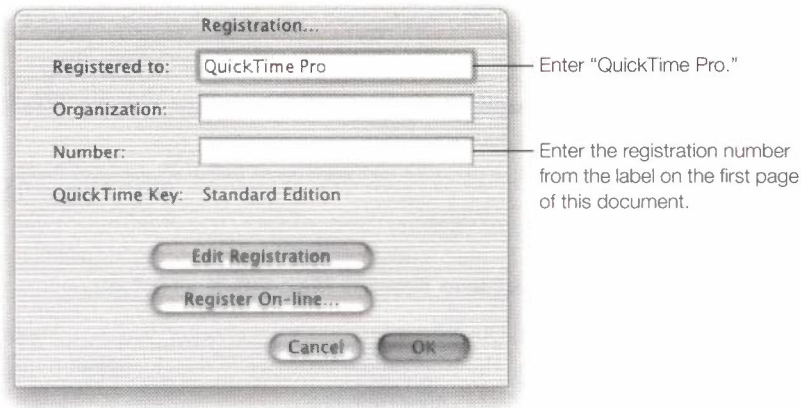 Registration...
Registered to: QuickTime Pro
Enter “QuickTime Pro.”
Organization:
Number:
Enter the registration number
from the label on the first page
of this document.
QuickTime Key: Standard Edition
Edit Registration
Register On-line...
Cancel OK